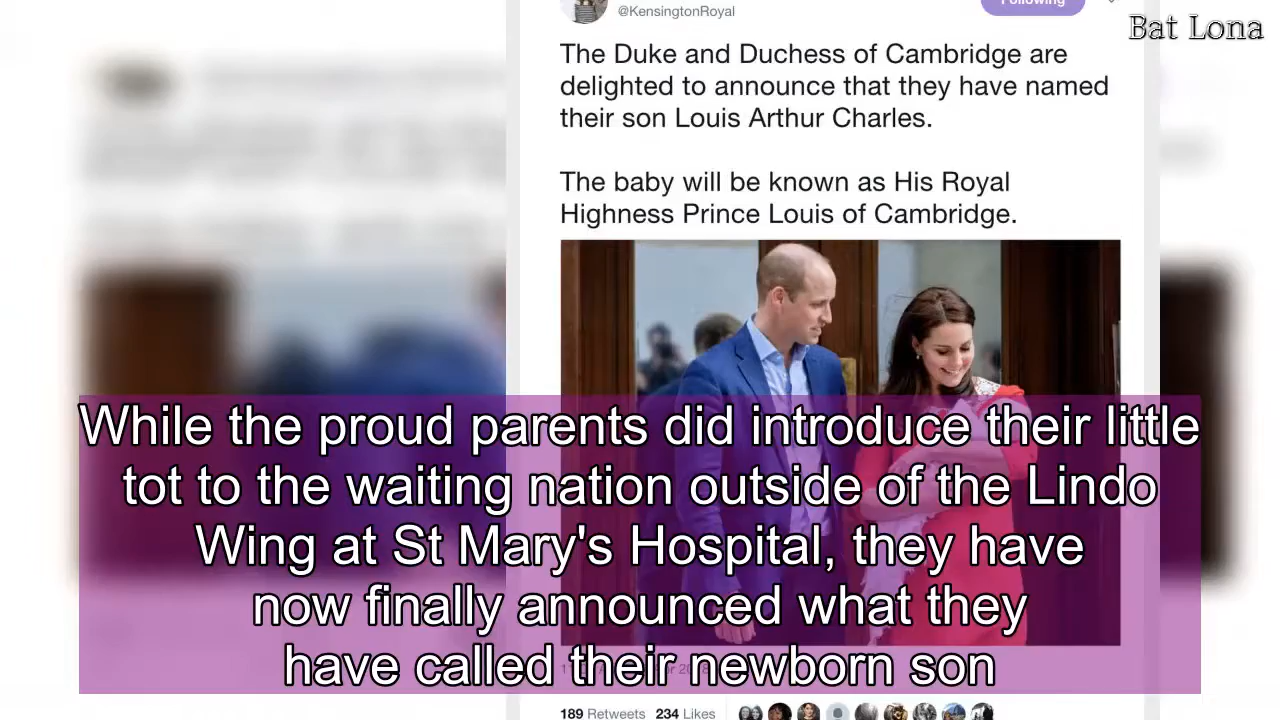 @KensingtonRoyal
Following
Bat Lona
The Duke and Duchess of Cambridge are
delighted to announce that they have named
their son Louis Arthur Charles.
The baby will be known as His Royal
Highness Prince Louis of Cambridge.
While the proud parents did introduce their little
tot to the waiting nation outside of the Lindo
Wing at St Mary's Hospital, they have
now finally announced what they
have called their newborn son
189 Retweets 234 Likes